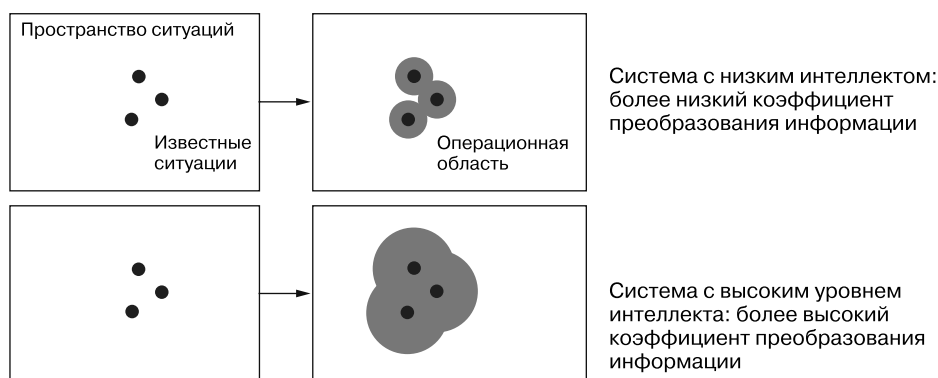 Пространство ситуаций
Известные
ситуации
Операционная
область
Система с низким интеллектом:
более низкий коэффициент
преобразования информации
Система с высоким уровнем
интеллекта: более высокий
коэффициент преобразования
информации